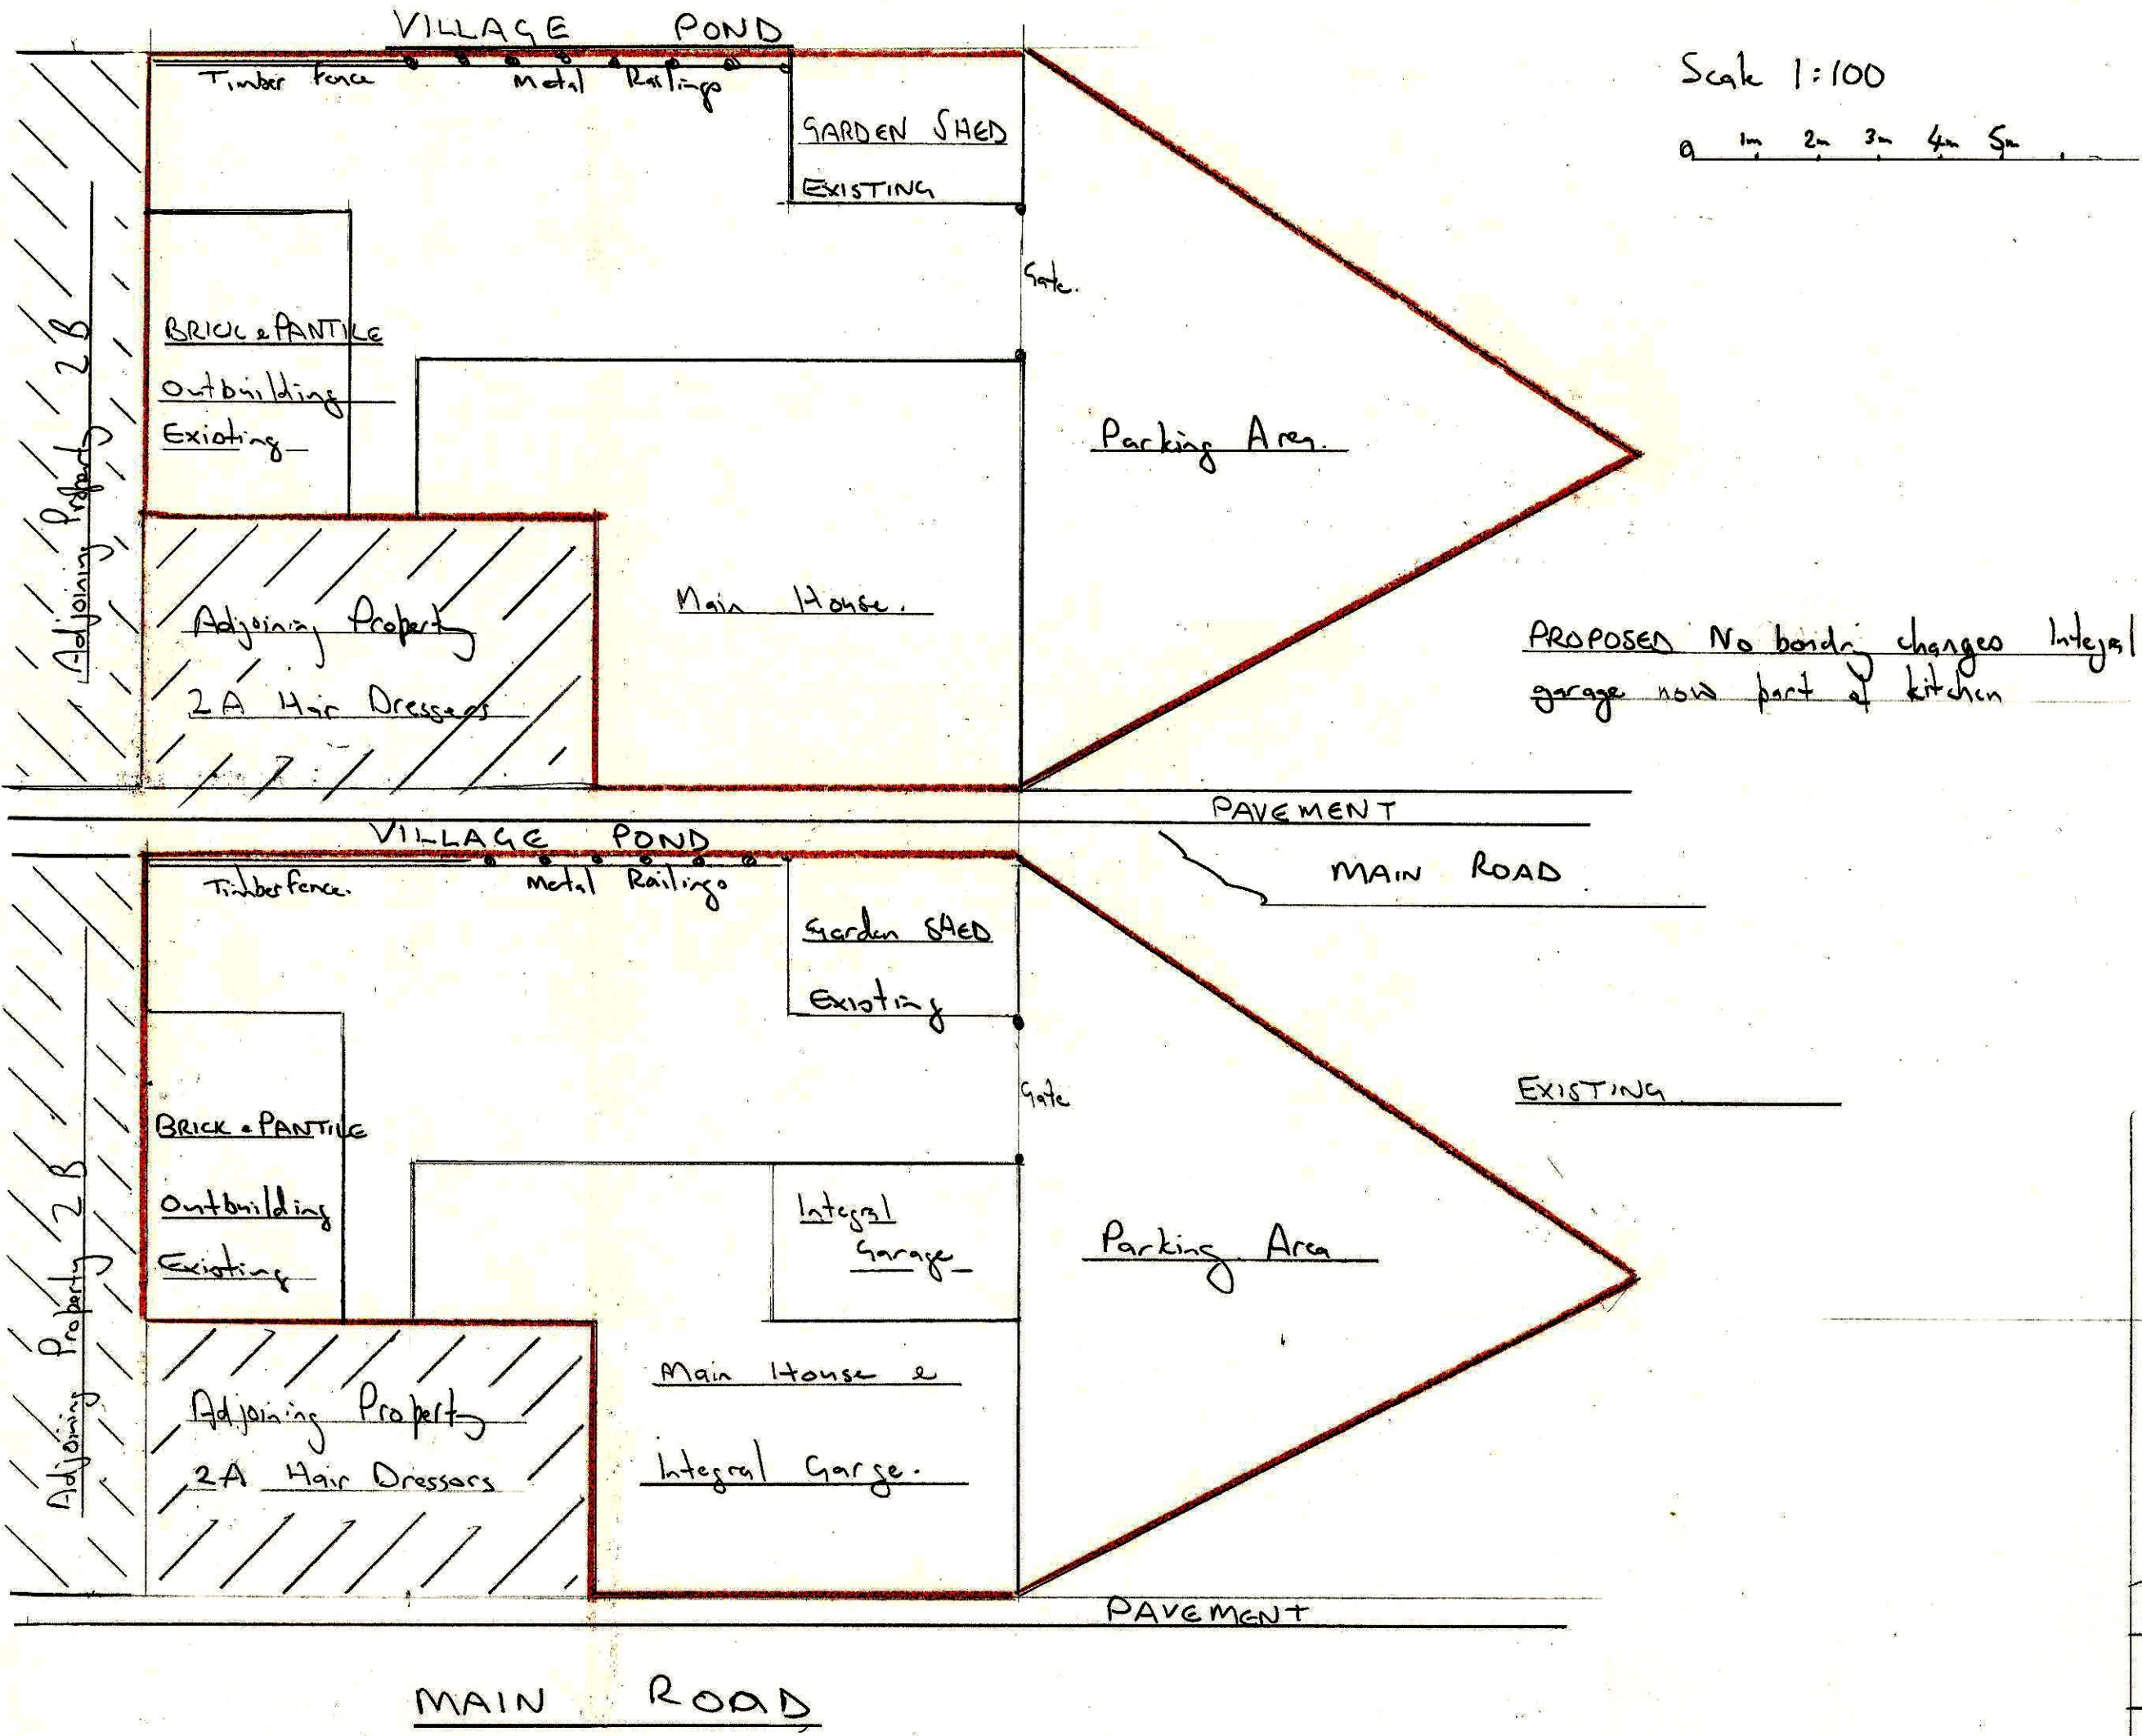 VILLAGE POND
Timber Fence
Metal Railings
GARDEN SHED
EXISTING
Scale 1:100
0 1m 2m 3m 4m 5m
Gate.
BRICK & PANTILE
Outbuilding
Existing
Adjoining Property 2B
Parking Area.
Main House.
Adjoining Property
2A Hair Dressers
PROPOSED No bondry changes Integral
garage now part of kitchen
PAVEMENT
MAIN ROAD
VILLAGE POND
Timber fence.
Metal Railings
Garden SHED
Existing
Gate
EXISTING
BRICK & PANTILE
Outbuilding
Existing
Adjoining Property 2B
Integral
Garage
Parking Area
Main House &
Integral Garge.
Adjoining Property
2A Hair Dressers
PAVEMENT
MAIN ROAD